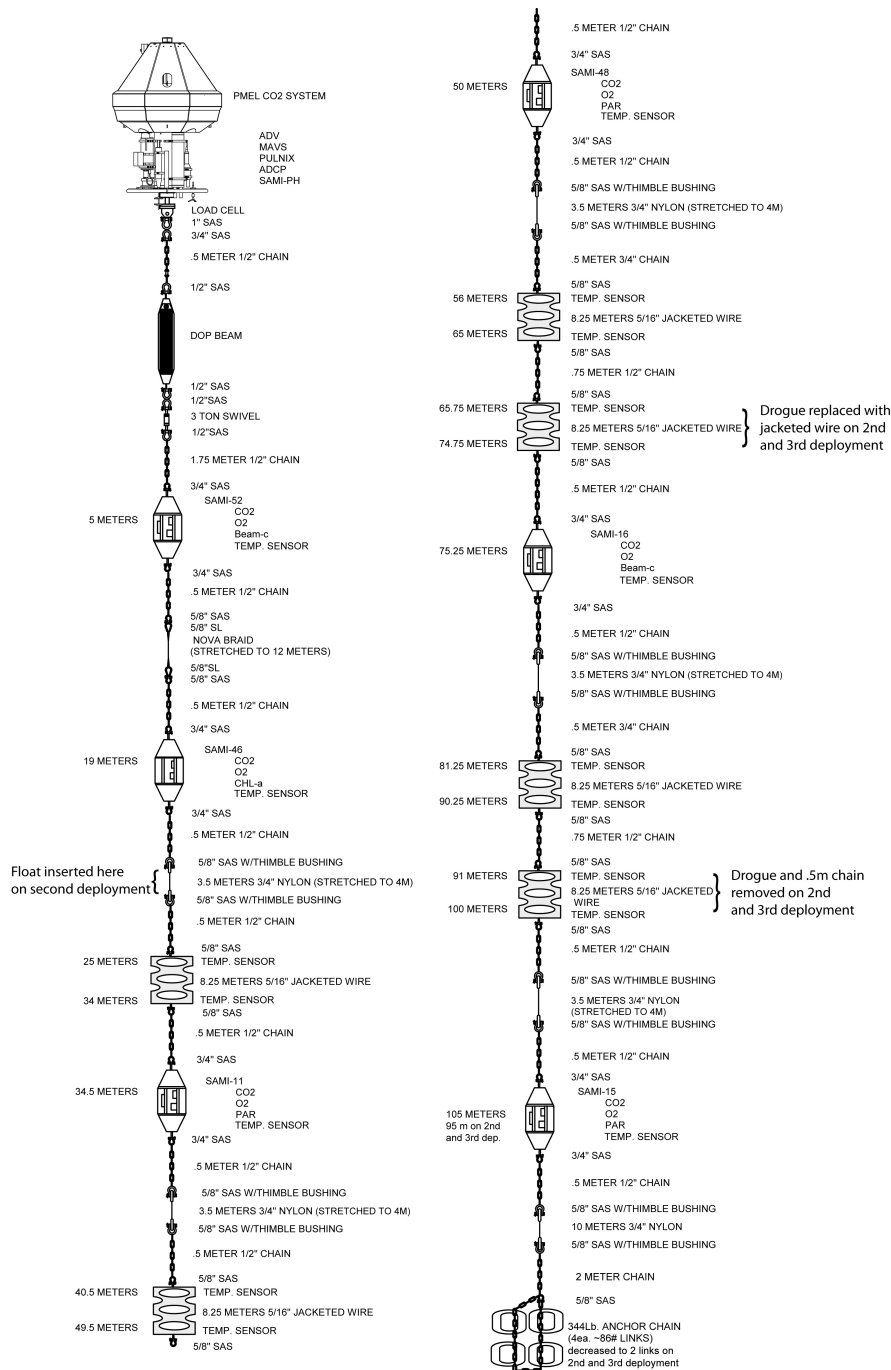 PMEL CO2 SYSTEM
ADV
MAVS
PULNIX
ADCP
SAMI-PH
LOAD CELL
1" SAS
3/4" SAS
.5 METER 1/2" CHAIN
1/2" SAS
DOP BEAM
1/2" SAS
1/2"SAS
3 TON SWIVEL
1/2"SAS
1.75 METER 1/2" CHAIN
3/4" SAS
SAMI-52
5 METERS
CO2
O2
Beam-c
TEMP. SENSOR
3/4" SAS
.5 METER 1/2" CHAIN
5/8" SAS
5/8" SL
NOVA BRAID
(STRETCHED TO 12 METERS)
5/8"SL
5/8" SAS
.5 METER 1/2" CHAIN
3/4" SAS
SAMI-46
19 METERS
CO2
O2
CHL-a
TEMP. SENSOR
3/4" SAS
.5 METER 1/2" CHAIN
5/8" SAS W/THIMBLE BUSHING
Float inserted here
on second deployment
3.5 METERS 3/4" NYLON (STRETCHED TO 4M)
5/8" SAS W/THIMBLE BUSHING
.5 METER 1/2" CHAIN
5/8" SAS
25 METERS
TEMP. SENSOR
8.25 METERS 5/16" JACKETED WIRE
34 METERS
TEMP. SENSOR
5/8" SAS
.5 METER 1/2" CHAIN
3/4" SAS
SAMI-11
34.5 METERS
CO2
O2
PAR
TEMP. SENSOR
3/4" SAS
.5 METER 1/2" CHAIN
5/8" SAS W/THIMBLE BUSHING
3.5 METERS 3/4" NYLON (STRETCHED TO 4M)
5/8" SAS W/THIMBLE BUSHING
.5 METER 1/2" CHAIN
5/8" SAS
40.5 METERS
TEMP. SENSOR
8.25 METERS 5/16" JACKETED WIRE
49.5 METERS
TEMP. SENSOR
5/8" SAS
.5 METER 1/2" CHAIN
3/4" SAS
SAMI-48
50 METERS
CO2
O2
PAR
TEMP. SENSOR
3/4" SAS
.5 METER 1/2" CHAIN
5/8" SAS W/THIMBLE BUSHING
3.5 METERS 3/4" NYLON (STRETCHED TO 4M)
5/8" SAS W/THIMBLE BUSHING
.5 METER 3/4" CHAIN
5/8" SAS
56 METERS
TEMP. SENSOR
8.25 METERS 5/16" JACKETED WIRE
65 METERS
TEMP. SENSOR
5/8" SAS
.75 METER 1/2" CHAIN
5/8" SAS
65.75 METERS
TEMP. SENSOR
8.25 METERS 5/16" JACKETED WIRE
74.75 METERS
TEMP. SENSOR
Drogue replaced with
jacketed wire on 2nd
and 3rd deployment
5/8" SAS
.5 METER 1/2" CHAIN
3/4" SAS
SAMI-16
75.25 METERS
CO2
O2
Beam-c
TEMP. SENSOR
3/4" SAS
.5 METER 1/2" CHAIN
5/8" SAS W/THIMBLE BUSHING
3.5 METERS 3/4" NYLON (STRETCHED TO 4M)
5/8" SAS W/THIMBLE BUSHING
.5 METER 3/4" CHAIN
5/8" SAS
81.25 METERS
TEMP. SENSOR
8.25 METERS 5/16" JACKETED WIRE
90.25 METERS
TEMP. SENSOR
5/8" SAS
.75 METER 1/2" CHAIN
5/8" SAS
91 METERS
TEMP. SENSOR
8.25 METERS 5/16" JACKETED
WIRE
100 METERS
TEMP. SENSOR
Drogue and .5m chain
removed on 2nd
and 3rd deployment
5/8" SAS
.5 METER 1/2" CHAIN
5/8" SAS W/THIMBLE BUSHING
3.5 METERS 3/4" NYLON
(STRETCHED TO 4M)
5/8" SAS W/THIMBLE BUSHING
.5 METER 1/2" CHAIN
3/4" SAS
SAMI-15
105 METERS
95 m on 2nd
and 3rd dep.
CO2
O2
PAR
TEMP. SENSOR
3/4" SAS
.5 METER 1/2" CHAIN
5/8" SAS W/THIMBLE BUSHING
10 METERS 3/4" NYLON
5/8" SAS W/THIMBLE BUSHING
2 METER CHAIN
5/8" SAS
344Lb. ANCHOR CHAIN
(4ea. ~86# LINKS)
decreased to 2 links on
2nd and 3rd deployment